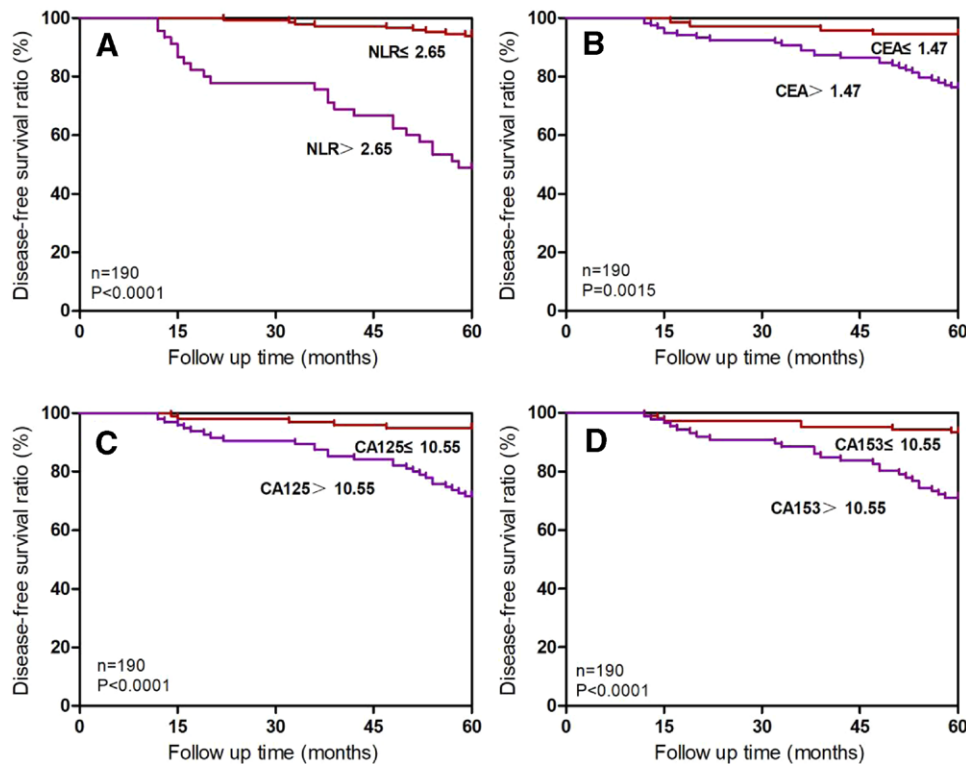 A
NLR≤ 2.65
NLR> 2.65
n=190
P<0.0001
Disease-free survival ratio (%)
100
80
60
40
20
0
0 15 30 45 60
Follow up time (months)
B
CEA≤ 1.47
CEA> 1.47
n=190
P=0.0015
Disease-free survival ratio (%)
100
80
60
40
20
0
0 15 30 45 60
Follow up time (months)
C
CA125≤ 10.55
CA125> 10.55
n=190
P<0.0001
Disease-free survival ratio (%)
100
80
60
40
20
0
0 15 30 45 60
Follow up time (months)
D
CA153≤ 10.55
CA153> 10.55
n=190
P<0.0001
Disease-free survival ratio (%)
100
80
60
40
20
0
0 15 30 45 60
Follow up time (months)